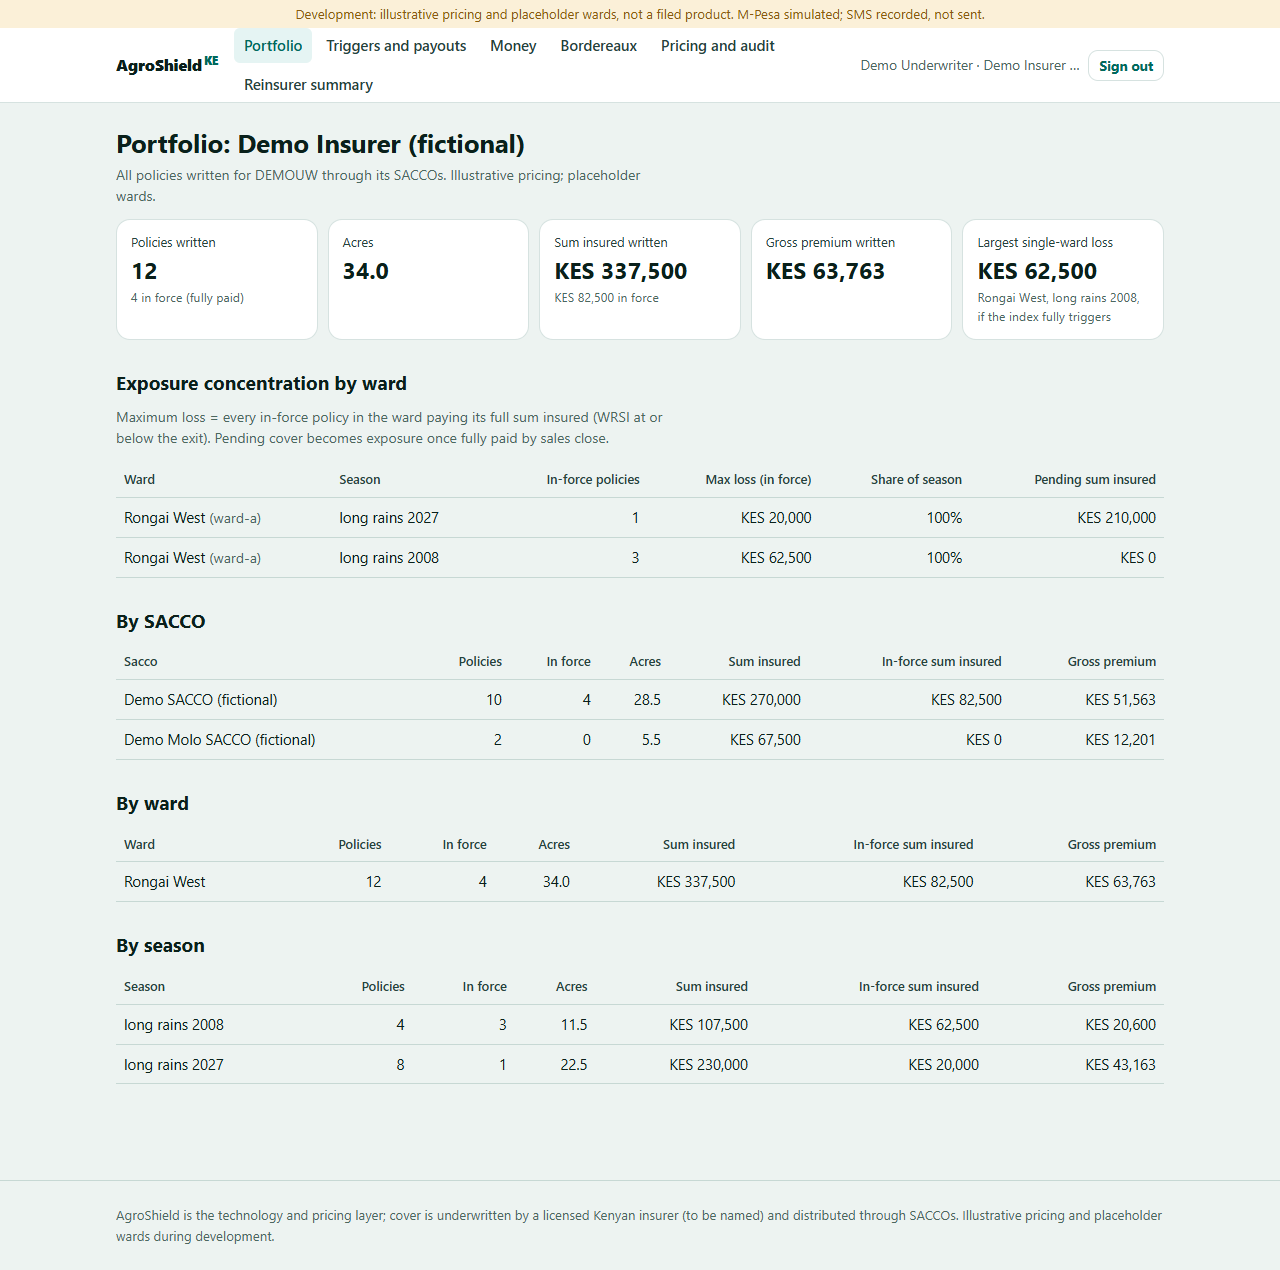 Development: illustrative pricing and placeholder wards, not a filed product. M-Pesa simulated; SMS recorded, not sent.
AgroShield KE
Portfolio
Triggers and payouts
Money
Bordereaux
Pricing and audit
Reinsurer summary
Demo Underwriter · Demo Insurer ...
Sign out
Portfolio: Demo Insurer (fictional)
All policies written for DEMOUW through its SACCOs. Illustrative pricing; placeholder
wards.
Policies written
12
4 in force (fully paid)
Acres
34.0
Sum insured written
KES 337,500
KES 82,500 in force
Gross premium written
KES 63,763
Largest single-ward loss
KES 62,500
Rongai West, long rains 2008,
if the index fully triggers
Exposure concentration by ward
Maximum loss = every in-force policy in the ward paying its full sum insured (WRSI at or
below the exit). Pending cover becomes exposure once fully paid by sales close.
Ward Season In-force policies Max loss (in force) Share of season Pending sum insured
Rongai West (ward-a) long rains 2027 1 KES 20,000 100% KES 210,000
Rongai West (ward-a) long rains 2008 3 KES 62,500 100% KES 0
By SACCO
Sacco Policies In force Acres Sum insured In-force sum insured Gross premium
Demo SACCO (fictional) 10 4 28.5 KES 270,000 KES 82,500 KES 51,563
Demo Molo SACCO (fictional) 2 0 5.5 KES 67,500 KES 0 KES 12,201
By ward
Ward Policies In force Acres Sum insured In-force sum insured Gross premium
Rongai West 12 4 34.0 KES 337,500 KES 82,500 KES 63,763
By season
Season Policies In force Acres Sum insured In-force sum insured Gross premium
long rains 2008 4 3 11.5 KES 107,500 KES 62,500 KES 20,600
long rains 2027 8 1 22.5 KES 230,000 KES 20,000 KES 43,163
AgroShield is the technology and pricing layer; cover is underwritten by a licensed Kenyan insurer (to be named) and distributed through SACCOs. Illustrative pricing and placeholder
wards during development.